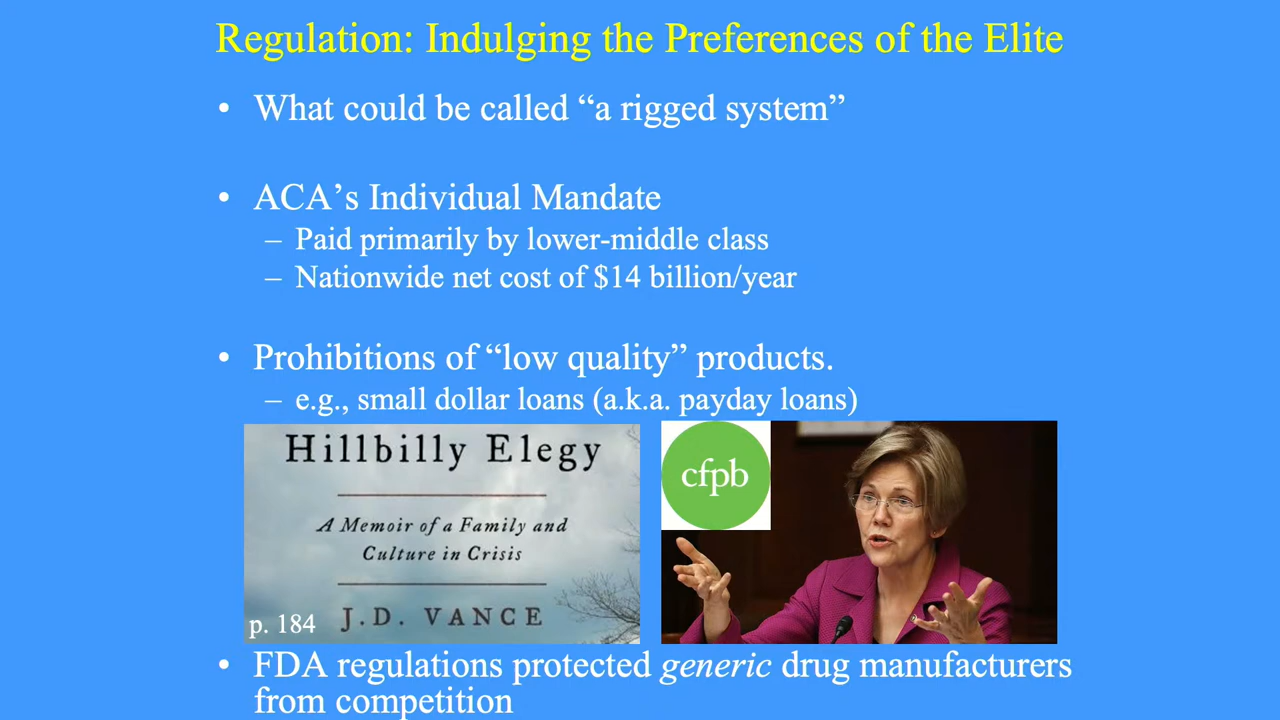 Regulation: Indulging the Preferences of the Elite
• What could be called “a rigged system”
• ACA’s Individual Mandate
– Paid primarily by lower-middle class
– Nationwide net cost of $14 billion/year
• Prohibitions of “low quality” products.
– e.g., small dollar loans (a.k.a. payday loans)
Hillbilly Elegy
A Memoir of a Family and
Culture in Crisis
J.D. VANCE
p. 184
cfpb
• FDA regulations protected generic drug manufacturers
from competition